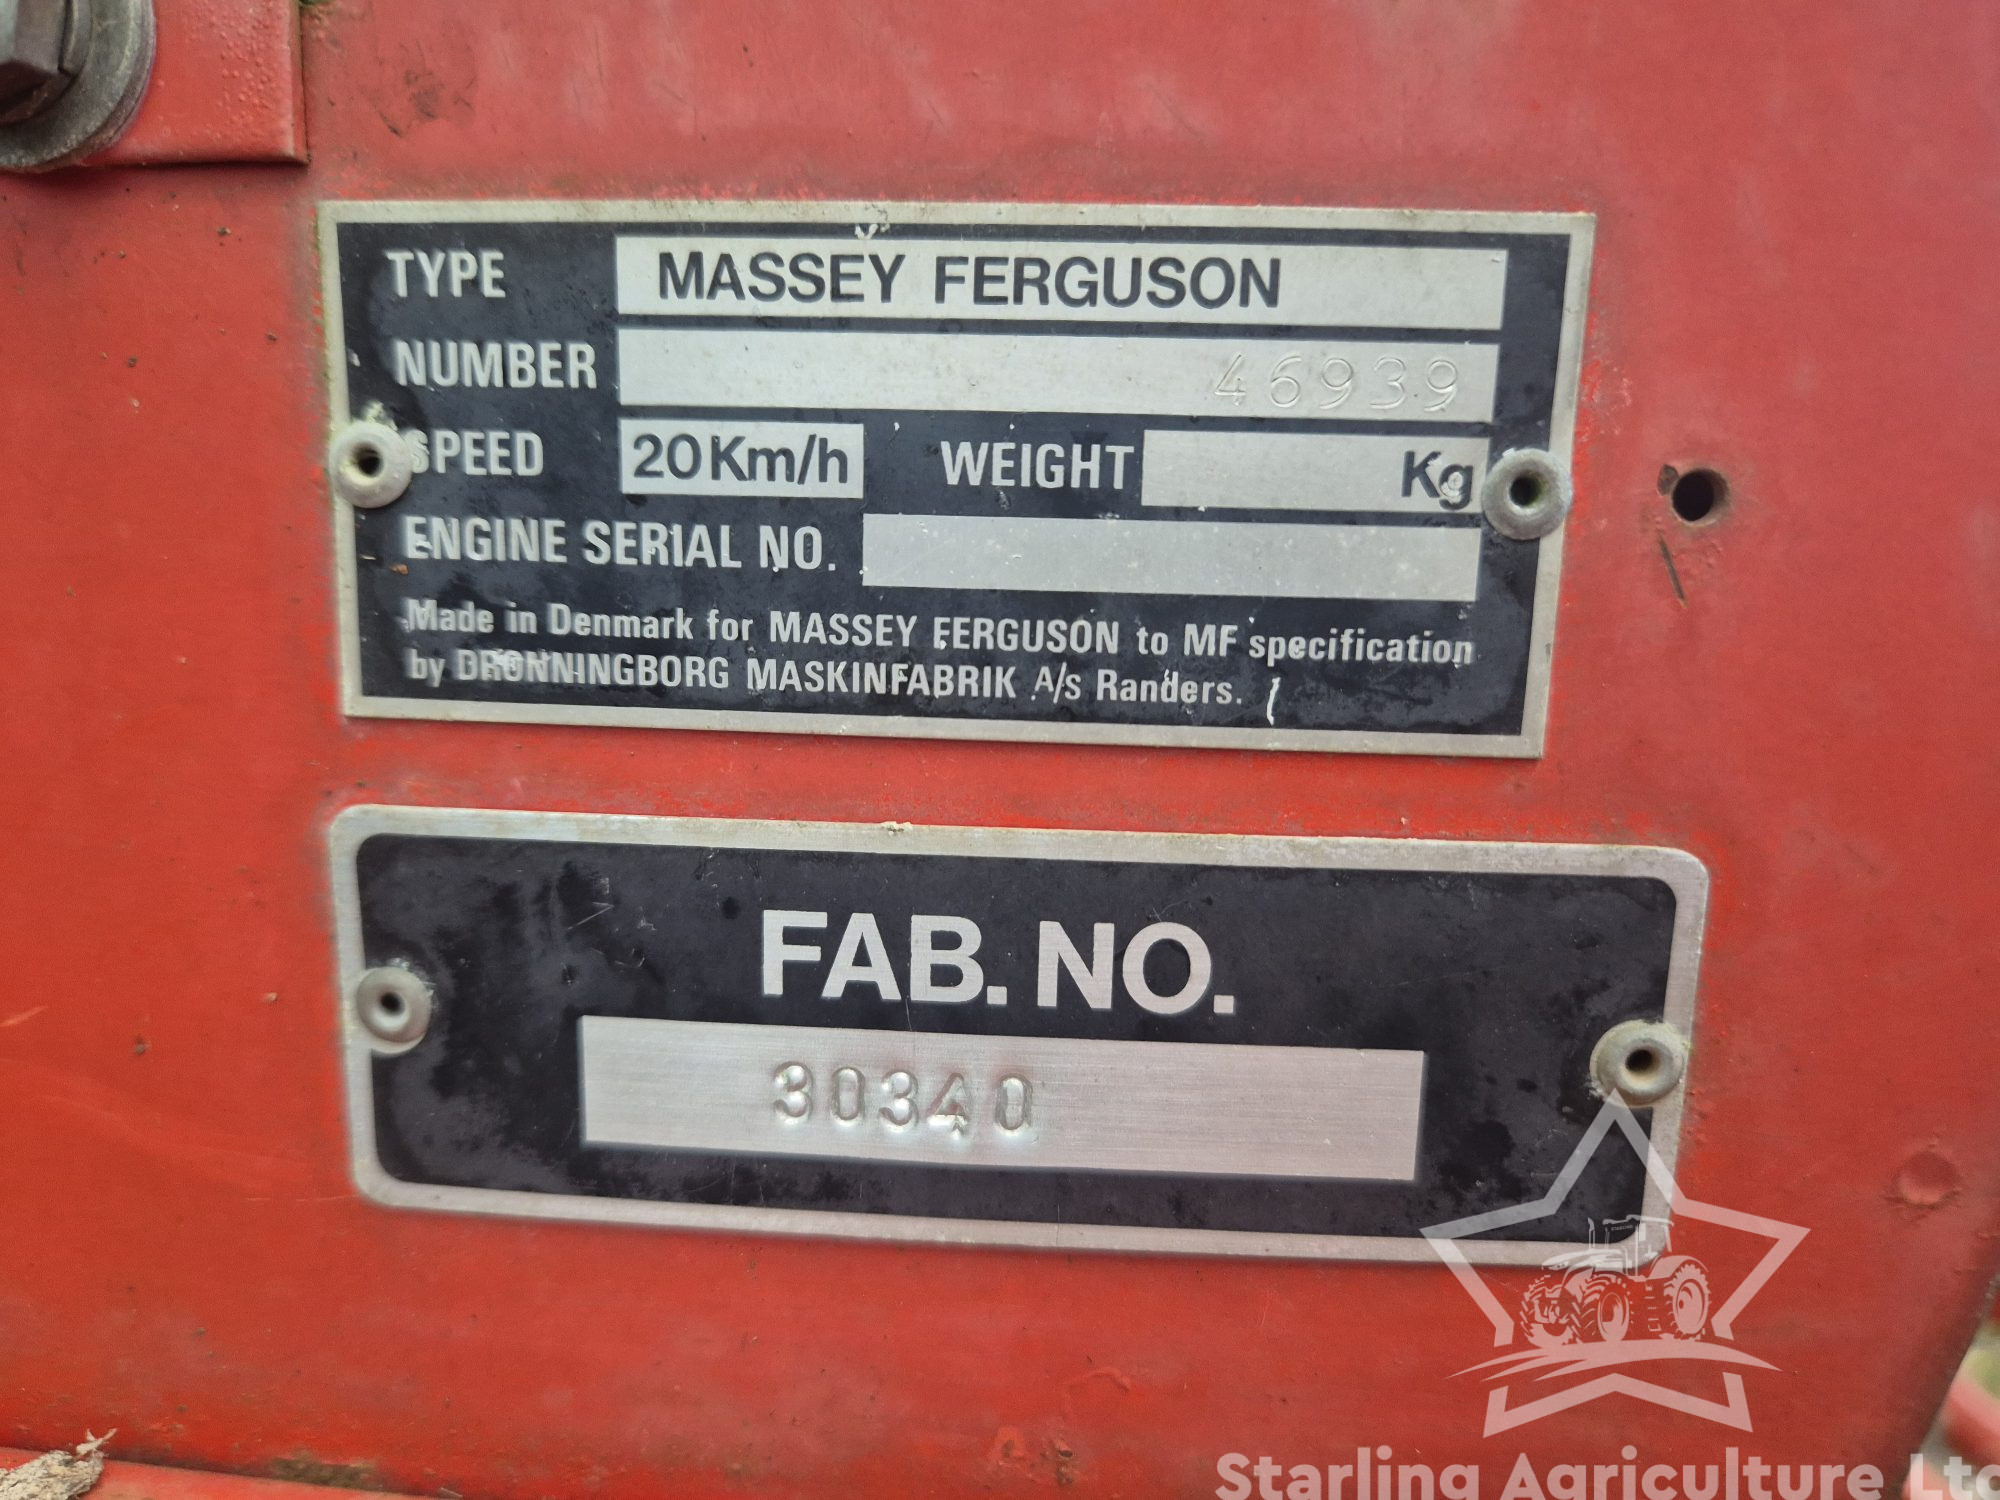 TYPE MASSEY FERGUSON
NUMBER 46939
SPEED 20Km/h WEIGHT Kg
ENGINE SERIAL NO.
Made in Denmark for MASSEY FERGUSON to MF specification
by DRONNINGBORG MASKINFABRIK A/S Randers.
FAB. NO.
30340
Starling Agriculture Ltd